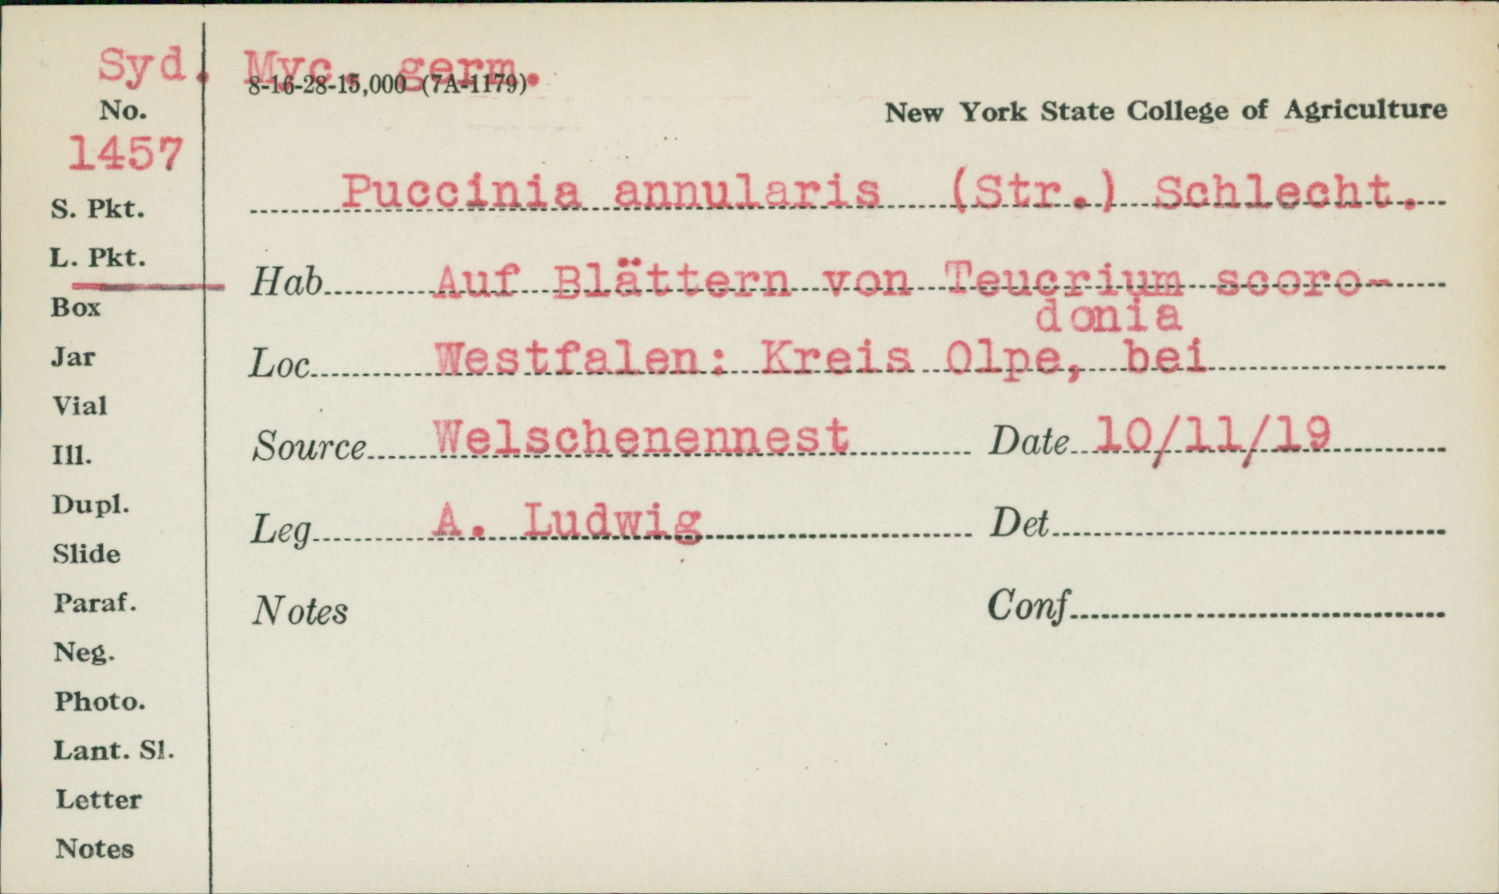 Syd. Myc. germ.
8-16-28-15,000 (7A-1179)
No.
New York State College of Agriculture
1457
Puccinia annularis (Str.) Schlecht.
S. Pkt.
L. Pkt.
Hab Auf Blättern von Teucrium scoro-
donia
Box
Jar
Loc Westfalen: Kreis Olpe, bei
Vial
Source Welschenennest Date 10/11/19
Ill.
Dupl.
Leg A. Ludwig Det
Slide
Paraf.
Notes Conf
Neg.
Photo.
Lant. Sl.
Letter
Notes